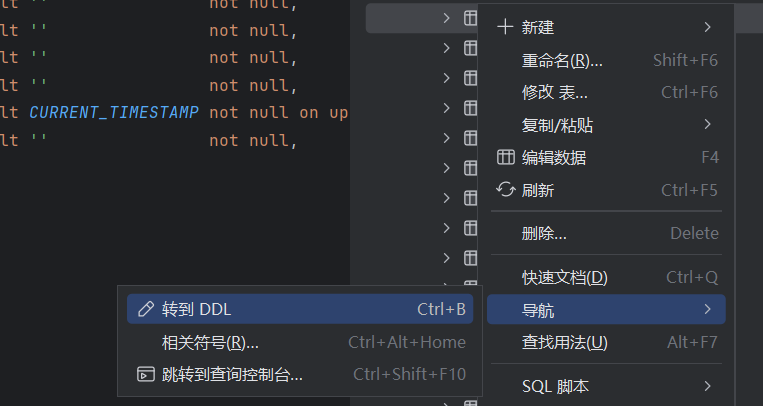 lt ''                    not null,
lt ''                    not null,
lt ''                    not null,
lt ''                    not null,
lt CURRENT_TIMESTAMP not null on up
lt ''                    not null,
新建
重命名(R)... Shift+F6
修改 表... Ctrl+F6
复制/粘贴
编辑数据 F4
刷新 Ctrl+F5
删除... Delete
快速文档(D) Ctrl+Q
导航
查找用法(U) Alt+F7
SQL 脚本
转到 DDL Ctrl+B
相关符号(R)... Ctrl+Alt+Home
跳转到查询控制台... Ctrl+Shift+F10